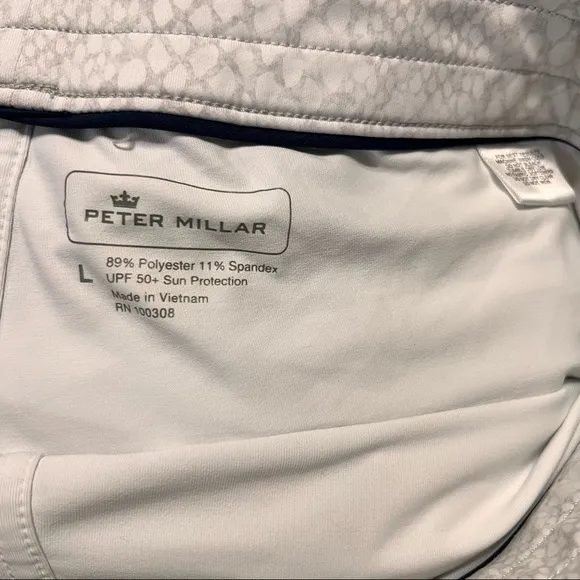 PETER MILLAR
L
89% Polyester 11% Spandex
UPF 50+ Sun Protection
Made in Vietnam
RN 100308